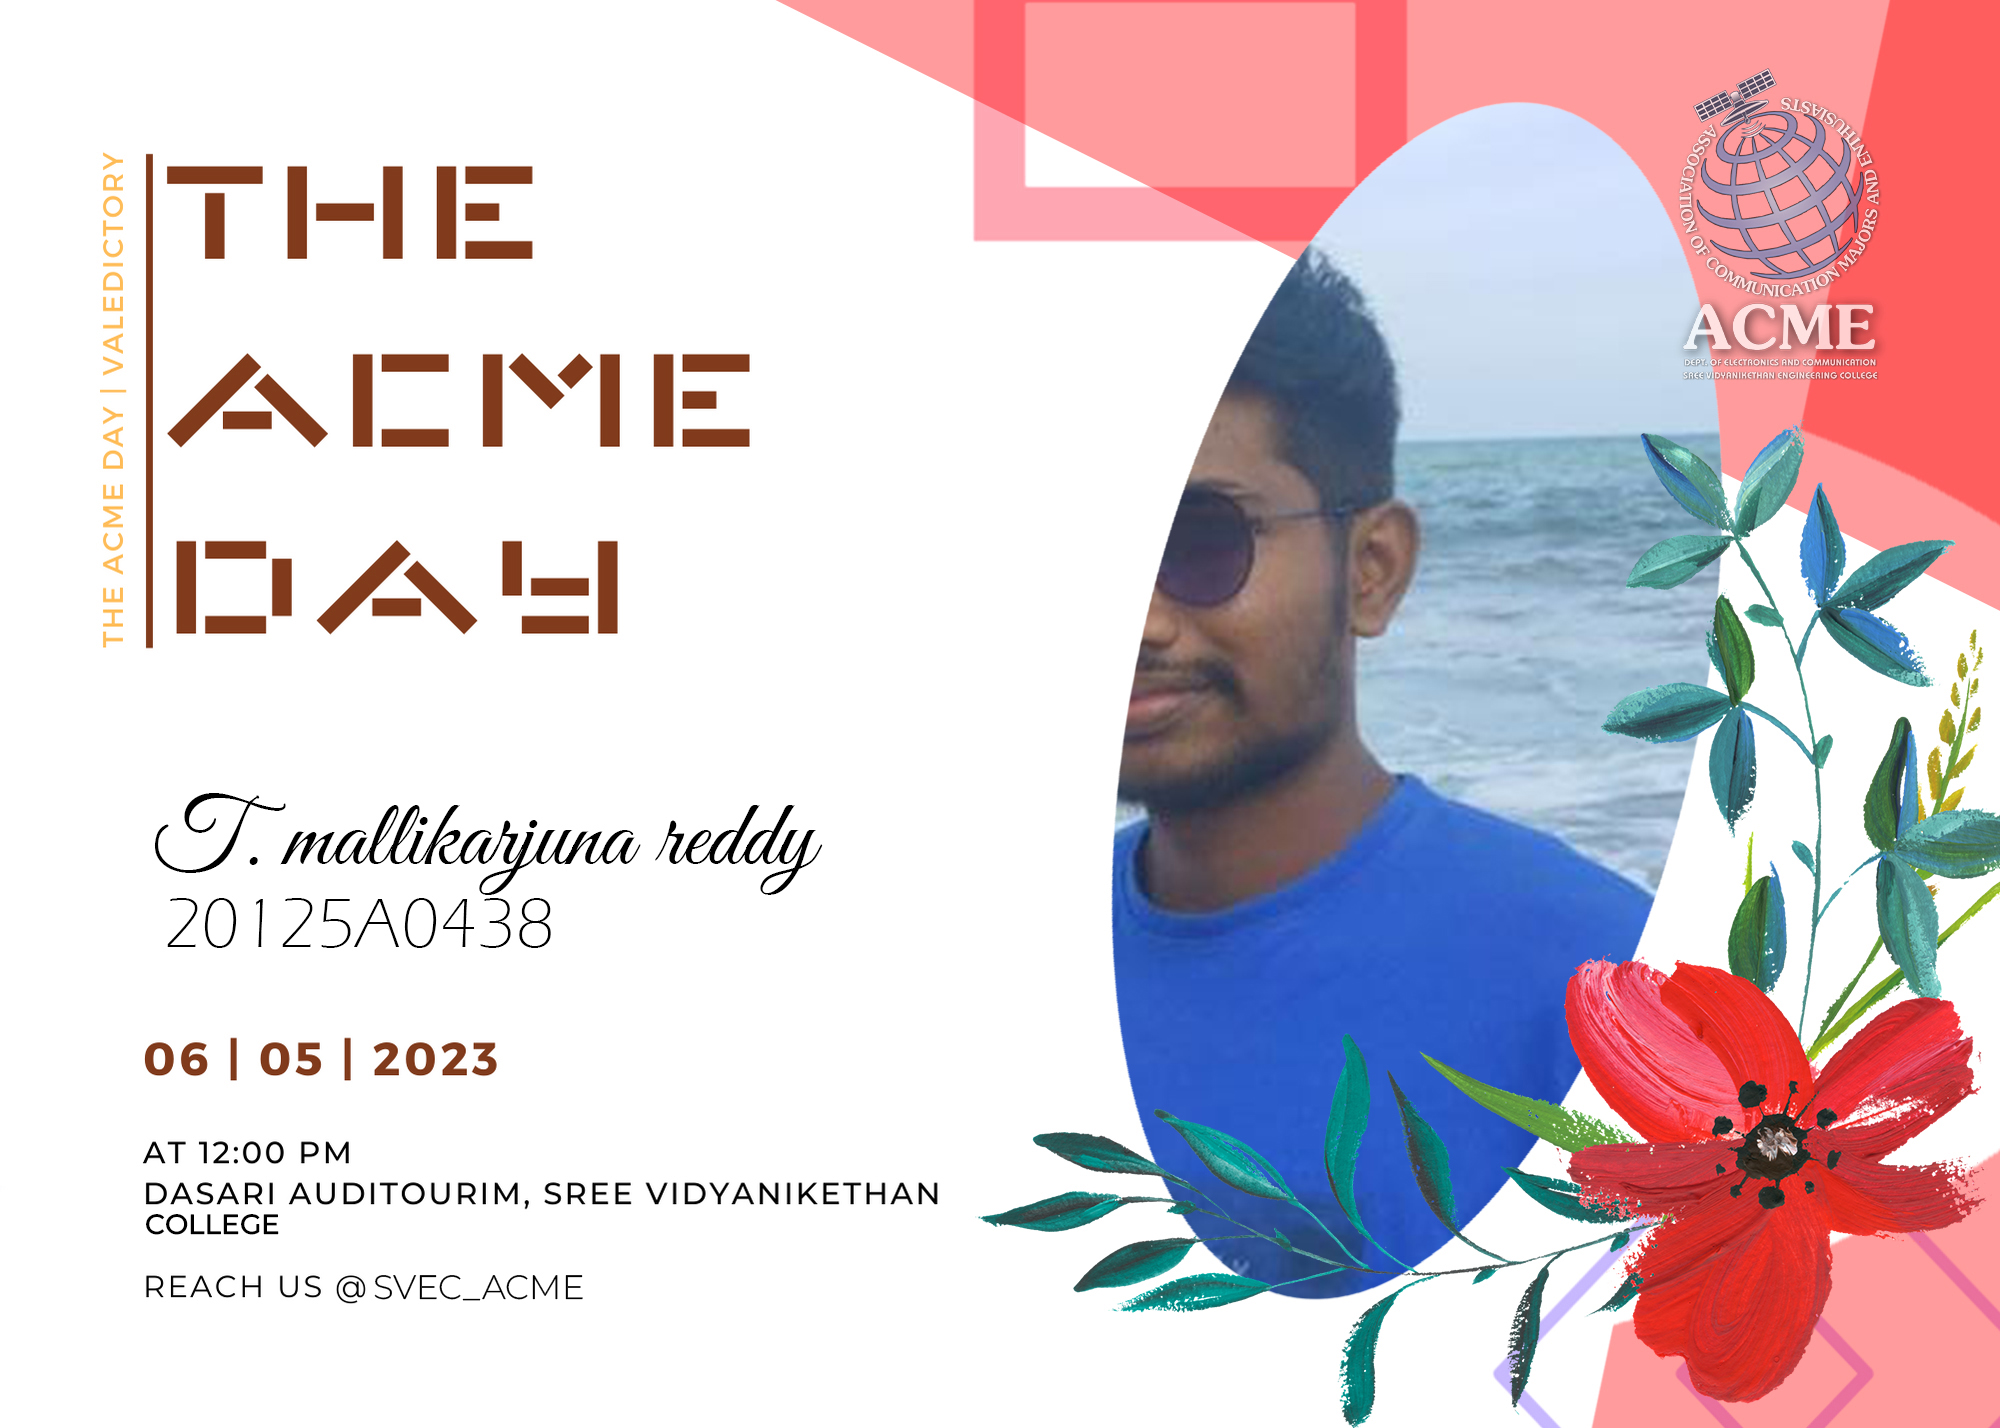 THE ACME DAY | VALEDICTORY
THE
ACME
DAY
T. mallikarjuna reddy
20125A0438
06 | 05 | 2023
AT 12:00 PM
DASARI AUDITOURIM, SREE VIDYANIKETHAN
COLLEGE
REACH US @SVEC_ACME
ASSOCIATION OF COMMUNICATION MAJORS AND ENTHUSIASTS
ACME
DEPT. OF ELECTRONICS AND COMMUNICATION
SREE VIDYANIKETHAN ENGINEERING COLLEGE